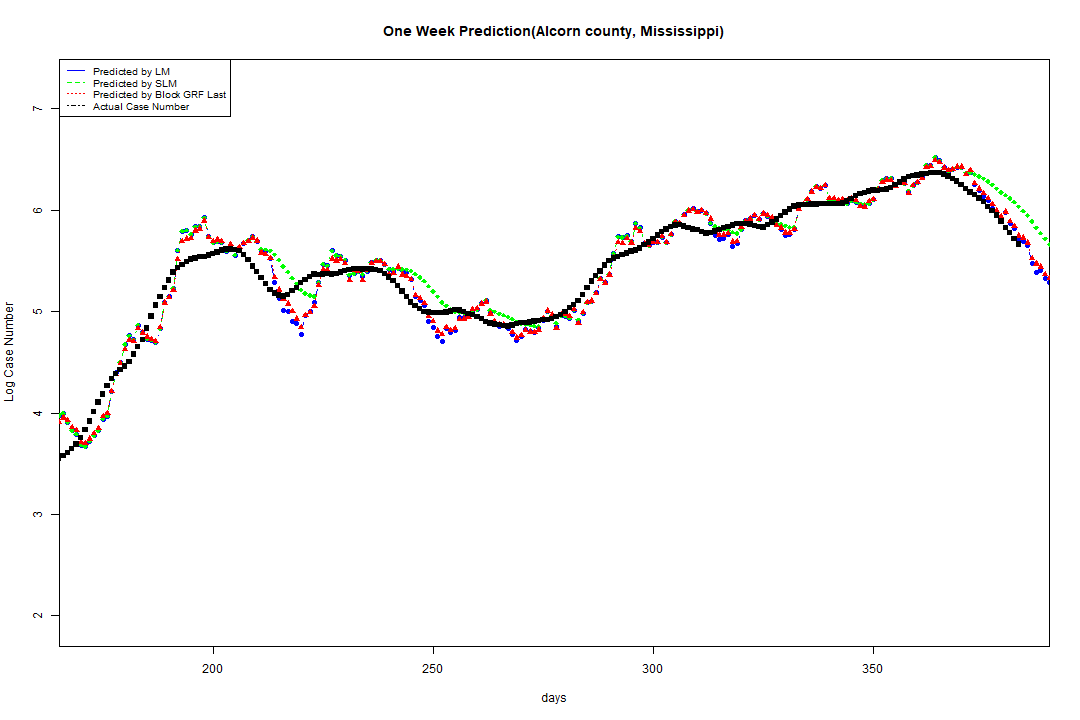 One Week Prediction(Alcorn county, Mississippi)
Predicted by LM
Predicted by SLM
Predicted by Block GRF Last
Actual Case Number
7
6
5
4
3
2
Log Case Number
200 250 300 350
days